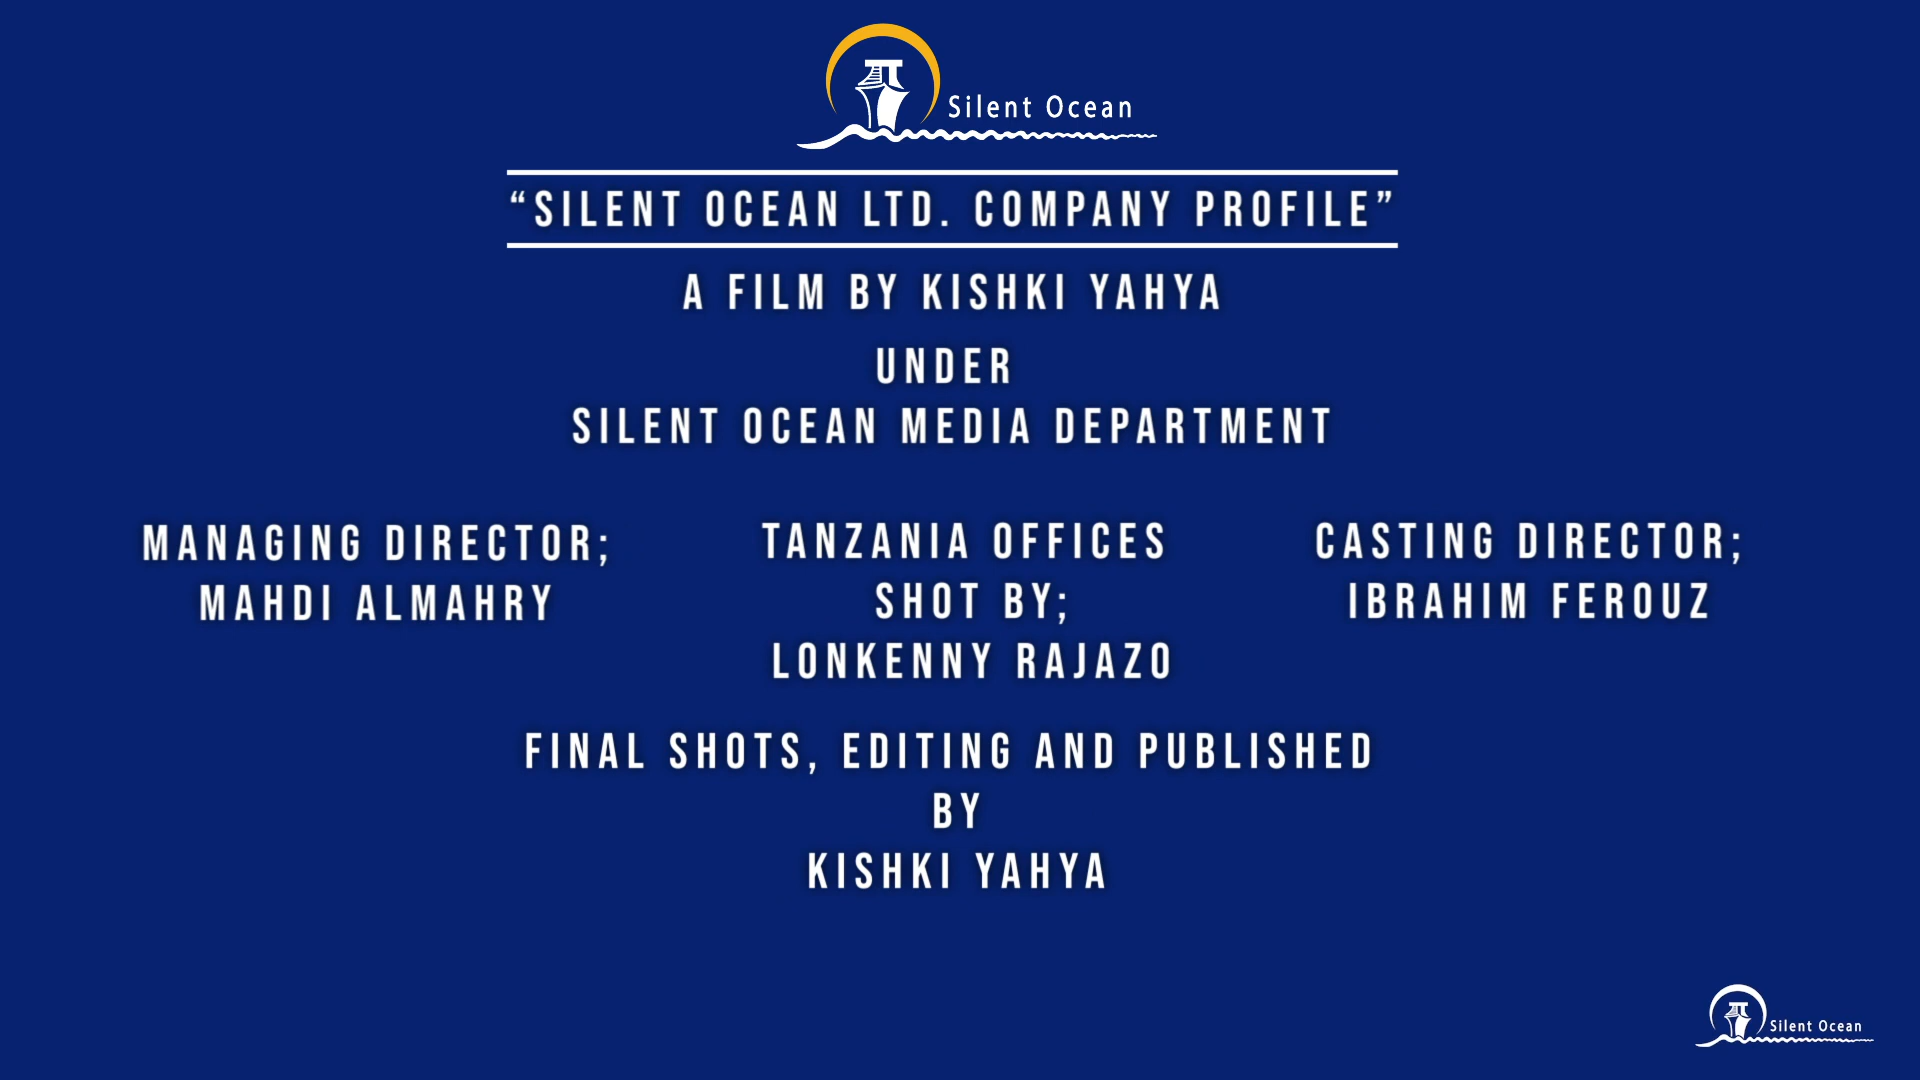 Silent Ocean
“SILENT OCEAN LTD. COMPANY PROFILE”
A FILM BY KISHKI YAHYA
UNDER
SILENT OCEAN MEDIA DEPARTMENT
MANAGING DIRECTOR;
MAHDI ALMAHRY
TANZANIA OFFICES
SHOT BY;
LONKENNY RAJAZO
CASTING DIRECTOR;
IBRAHIM FEROUZ
FINAL SHOTS, EDITING AND PUBLISHED
BY
KISHKI YAHYA
Silent Ocean